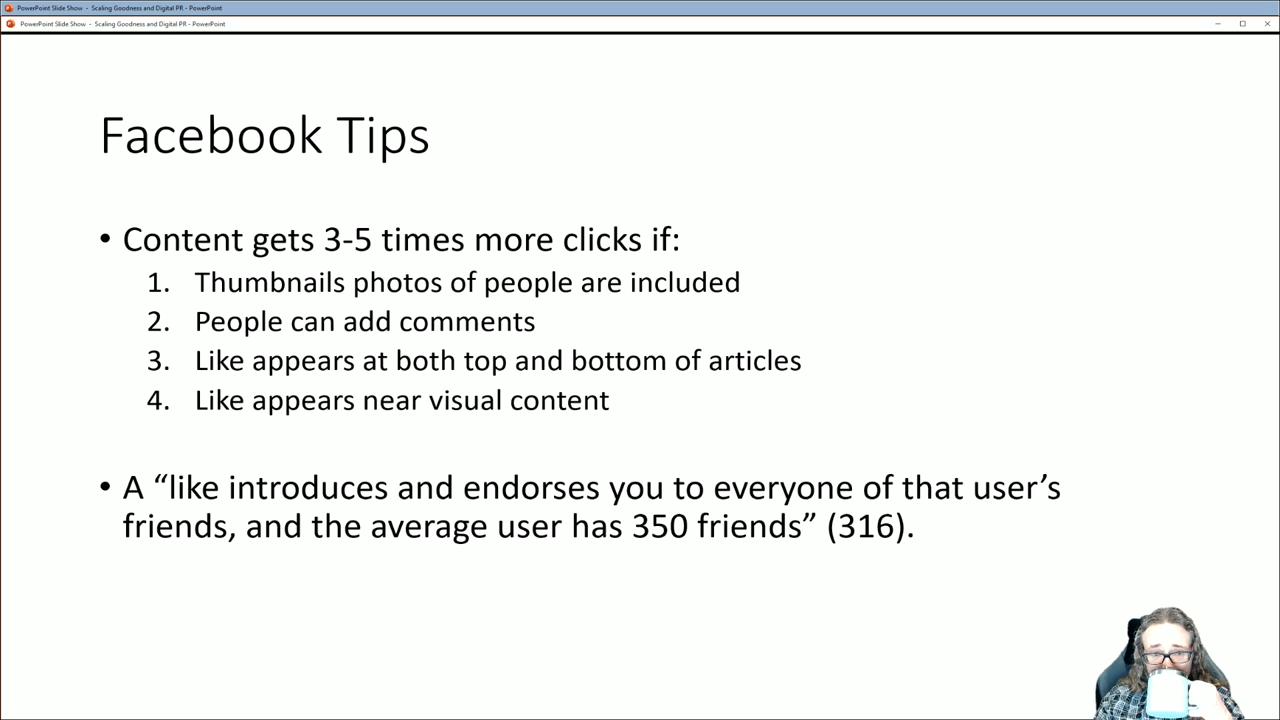 PowerPoint Slide Show - Scaling Goodness and Digital PR - PowerPoint
PowerPoint Slide Show - Scaling Goodness and Digital PR - PowerPoint
Facebook Tips
• Content gets 3-5 times more clicks if:
1. Thumbnails photos of people are included
2. People can add comments
3. Like appears at both top and bottom of articles
4. Like appears near visual content
• A “like introduces and endorses you to everyone of that user’s
friends, and the average user has 350 friends” (316).